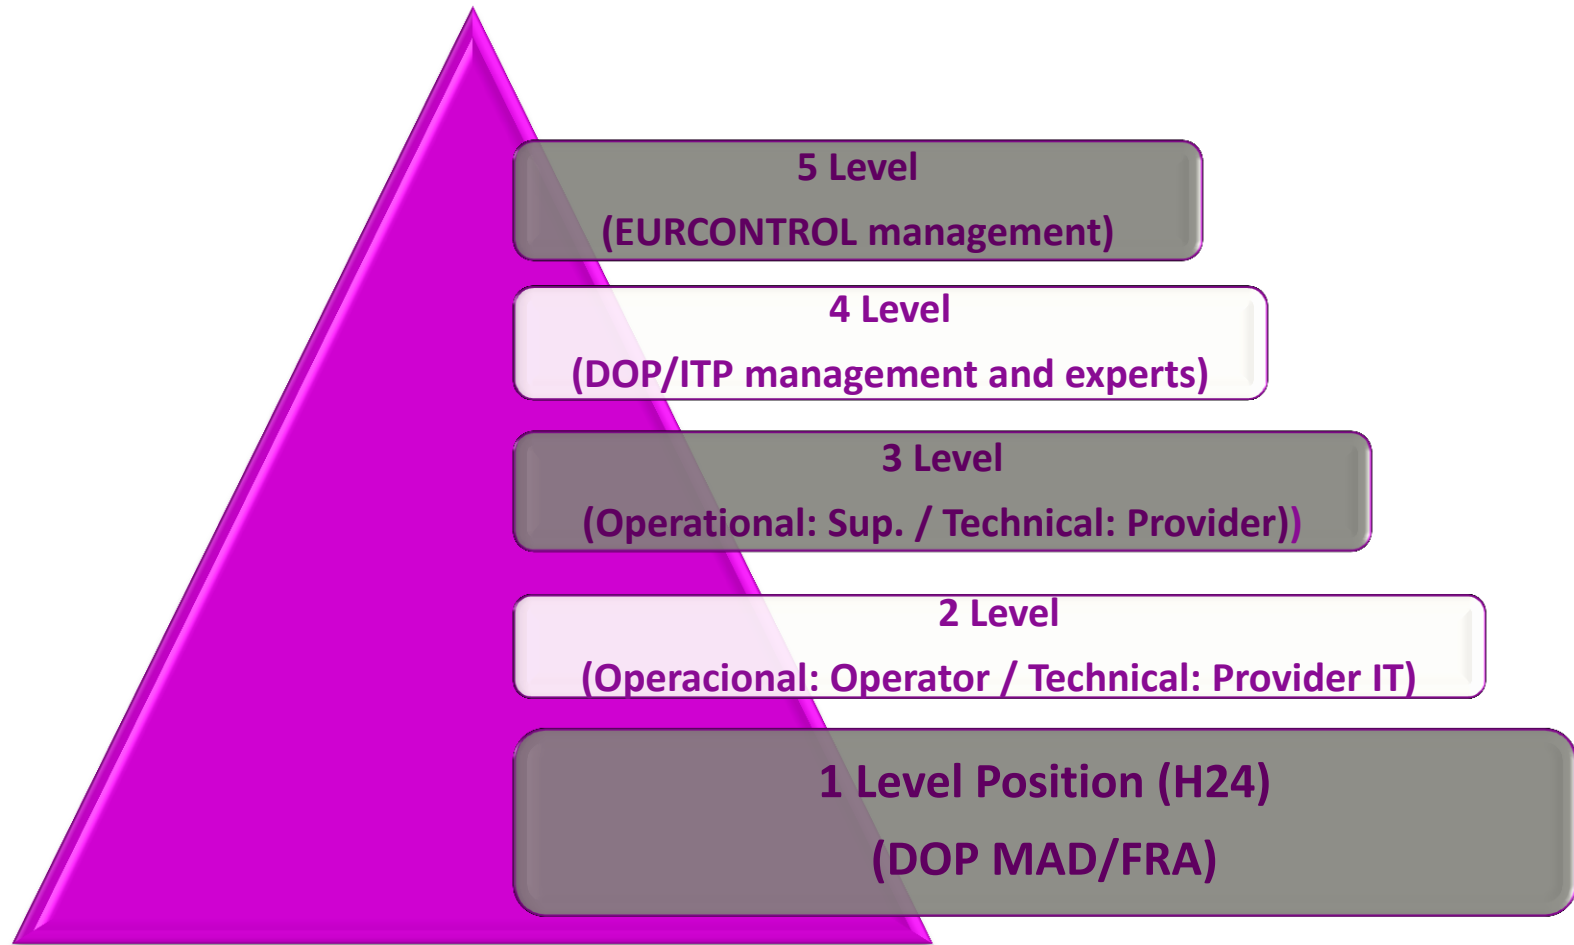 5 Level
(EURCONTROL management)
4 Level
(DOP/ITP management and experts)
3 Level
(Operational: Sup. / Technical: Provider))
2 Level
(Operacional: Operator / Technical: Provider IT)
1 Level Position (H24)
(DOP MAD/FRA)